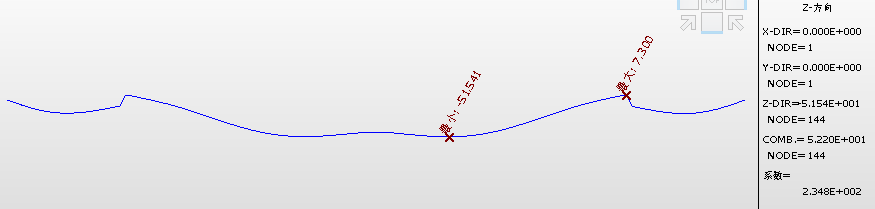 TOP
Z-方向
X-DIR= 0.000E+000
NODE= 1
Y-DIR= 0.000E+000
NODE= 1
Z-DIR=-5.154E+001
NODE= 144
COMB.= 5.220E+001
NODE= 144
系数=
2.348E+002
最小: -51.541
最大: 7.300